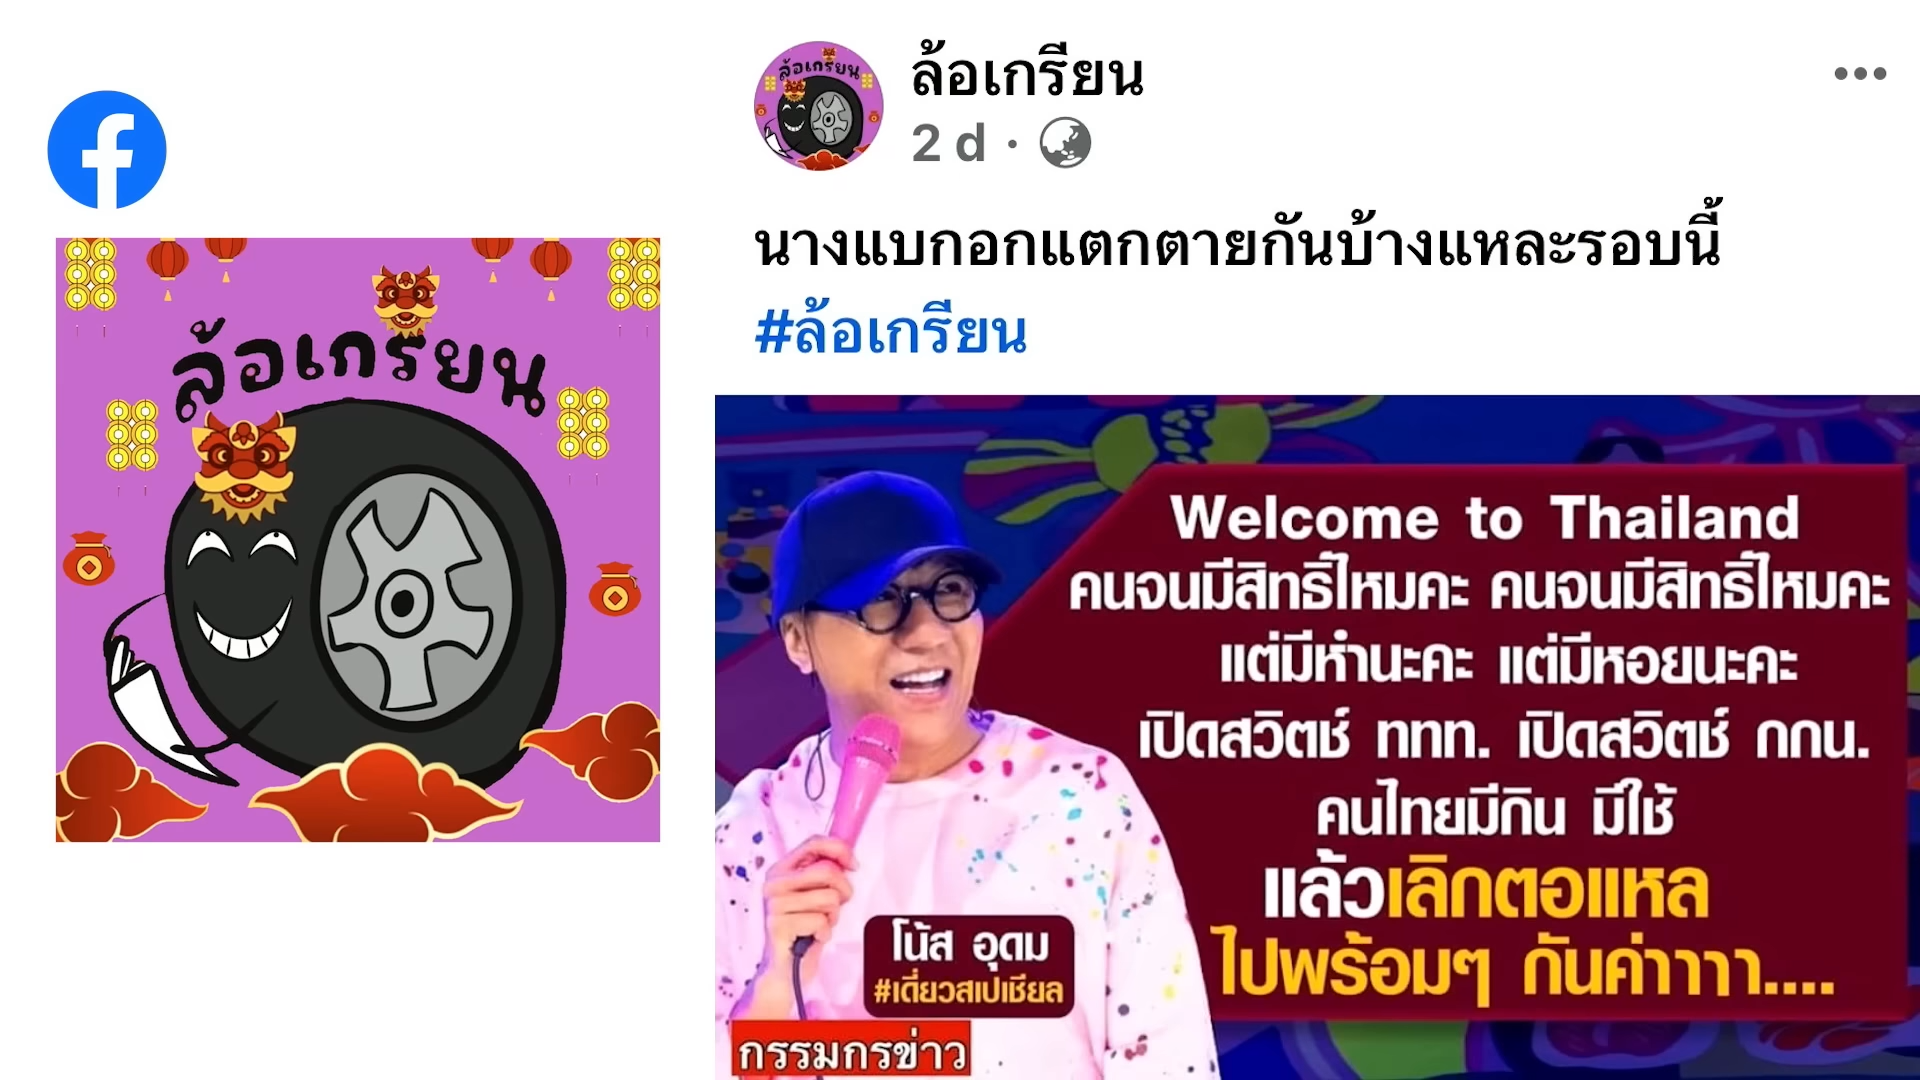 ล้อเกรียน
ล้อเกรียน
ล้อเกรียน
2 d ·
นางแบกอกแตกตายกันบ้างแหละรอบนี้
#ล้อเกรียน
Welcome to Thailand
คนจนมีสิทธิ์ไหมคะ คนจนมีสิทธิ์ไหมคะ
แต่มีหำนะคะ แต่มีหอยนะคะ
เปิดสวิตช์ ททท. เปิดสวิตช์ กกน.
คนไทยมีกิน มีใช้
แล้วเลิกตอแหล
ไปพร้อมๆ กันค่าาาา....
โน้ส อุดม
#เดี่ยวสเปเชียล
กรรมกรข่าว